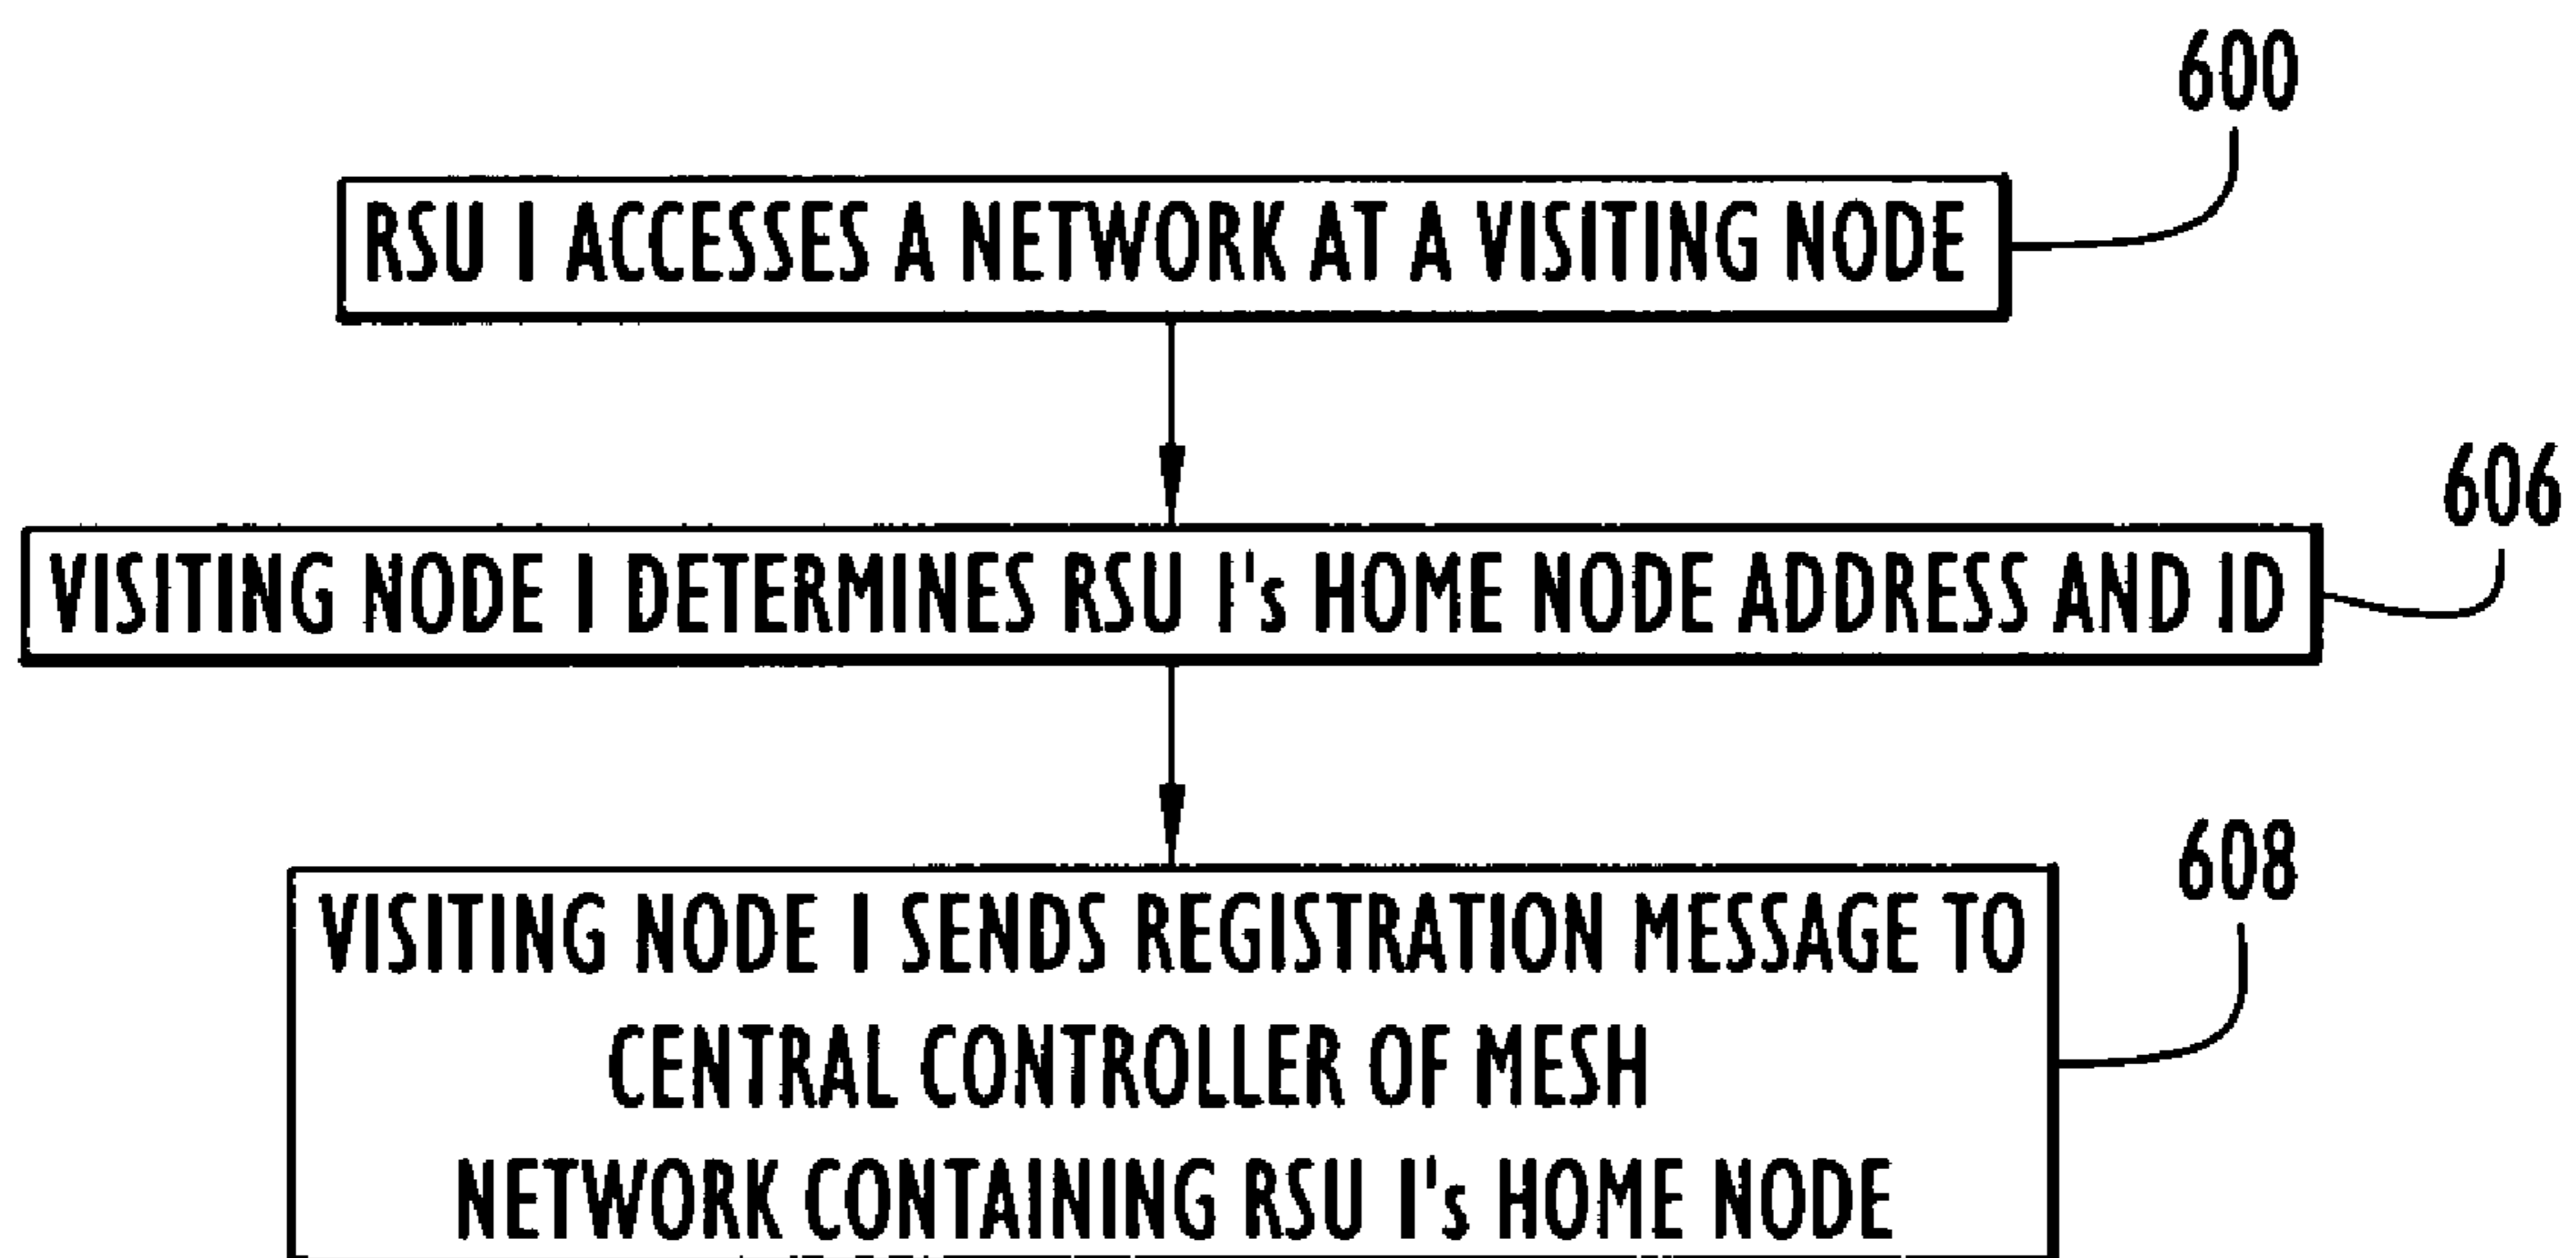 600
RSU I ACCESSES A NETWORK AT A VISITING NODE
606
VISITING NODE I DETERMINES RSU I's HOME NODE ADDRESS AND ID
608
VISITING NODE I SENDS REGISTRATION MESSAGE TO
CENTRAL CONTROLLER OF MESH
NETWORK CONTAINING RSU I's HOME NODE